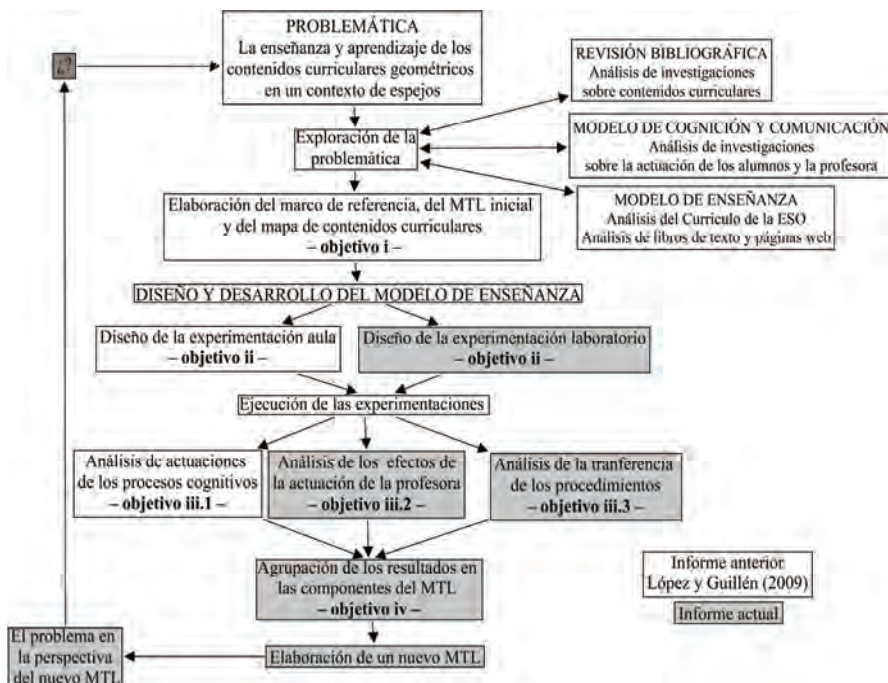 PROBLEMÁTICA
La enseñanza y aprendizaje de los
contenidos curriculares geométricos
en un contexto de espejos
¿?
REVISIÓN BIBLIOGRÁFICA
Análisis de investigaciones
sobre contenidos curriculares
Exploración de la
problemática
MODELO DE COGNICIÓN Y COMUNICACIÓN
Análisis de investigaciones
sobre la actuación de los alumnos y la profesora
MODELO DE ENSEÑANZA
Análisis del Currículo de la ESO
Análisis de libros de texto y páginas web
Elaboración del marco de referencia, del MTL inicial
y del mapa de contenidos curriculares
– objetivo i –
DISEÑO Y DESARROLLO DEL MODELO DE ENSEÑANZA
Diseño de la experimentación aula
– objetivo ii –
Diseño de la experimentación laboratorio
– objetivo ii –
Ejecución de las experimentaciones
Análisis de actuaciones
de los procesos cognitivos
– objetivo iii.1 –
Análisis de los efectos de
la actuación de la profesora
– objetivo iii.2 –
Análisis de la tranferencia
de los procedimientos
– objetivo iii.3 –
Agrupación de los resultados en
las componentes del MTL
– objetivo iv –
Informe anterior
López y Guillén (2009)
Informe actual
El problema en
la perspectiva
del nuevo MTL
Elaboración de un nuevo MTL